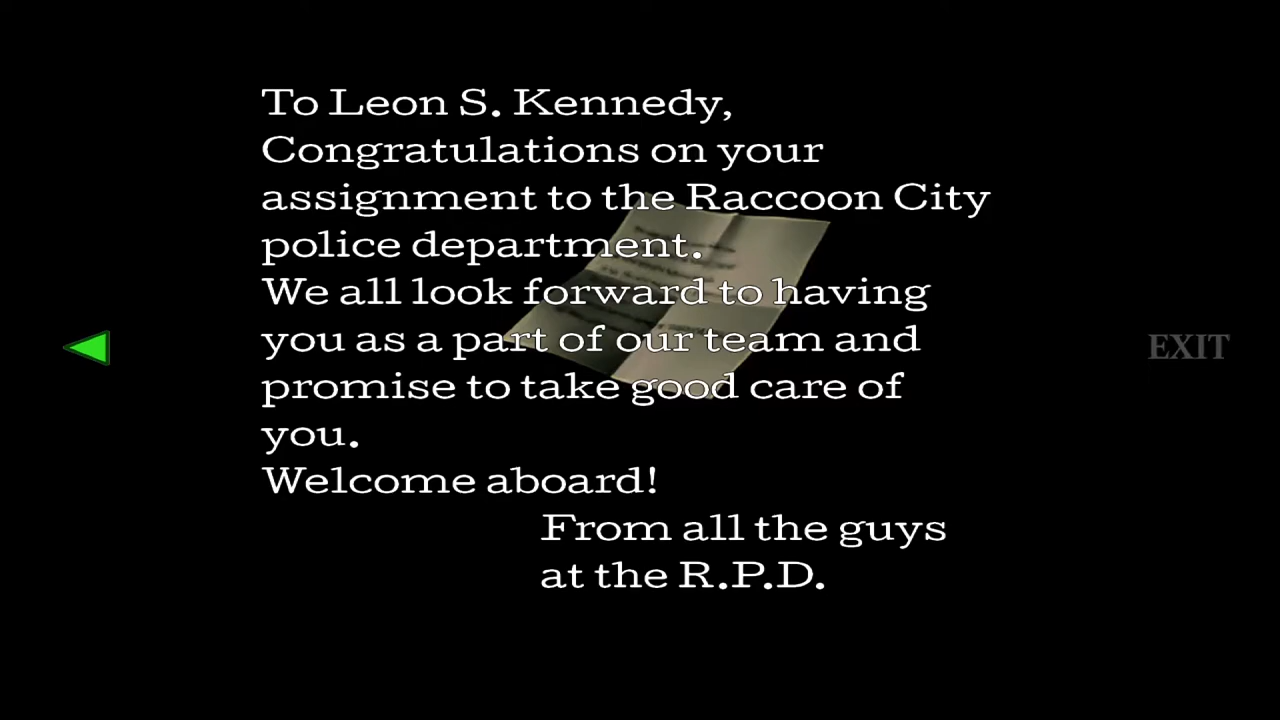 To Leon S. Kennedy,
Congratulations on your
assignment to the Raccoon City
police department.
We all look forward to having
you as a part of our team and
promise to take good care of
you.
Welcome aboard!
From all the guys
at the R.P.D.
EXIT